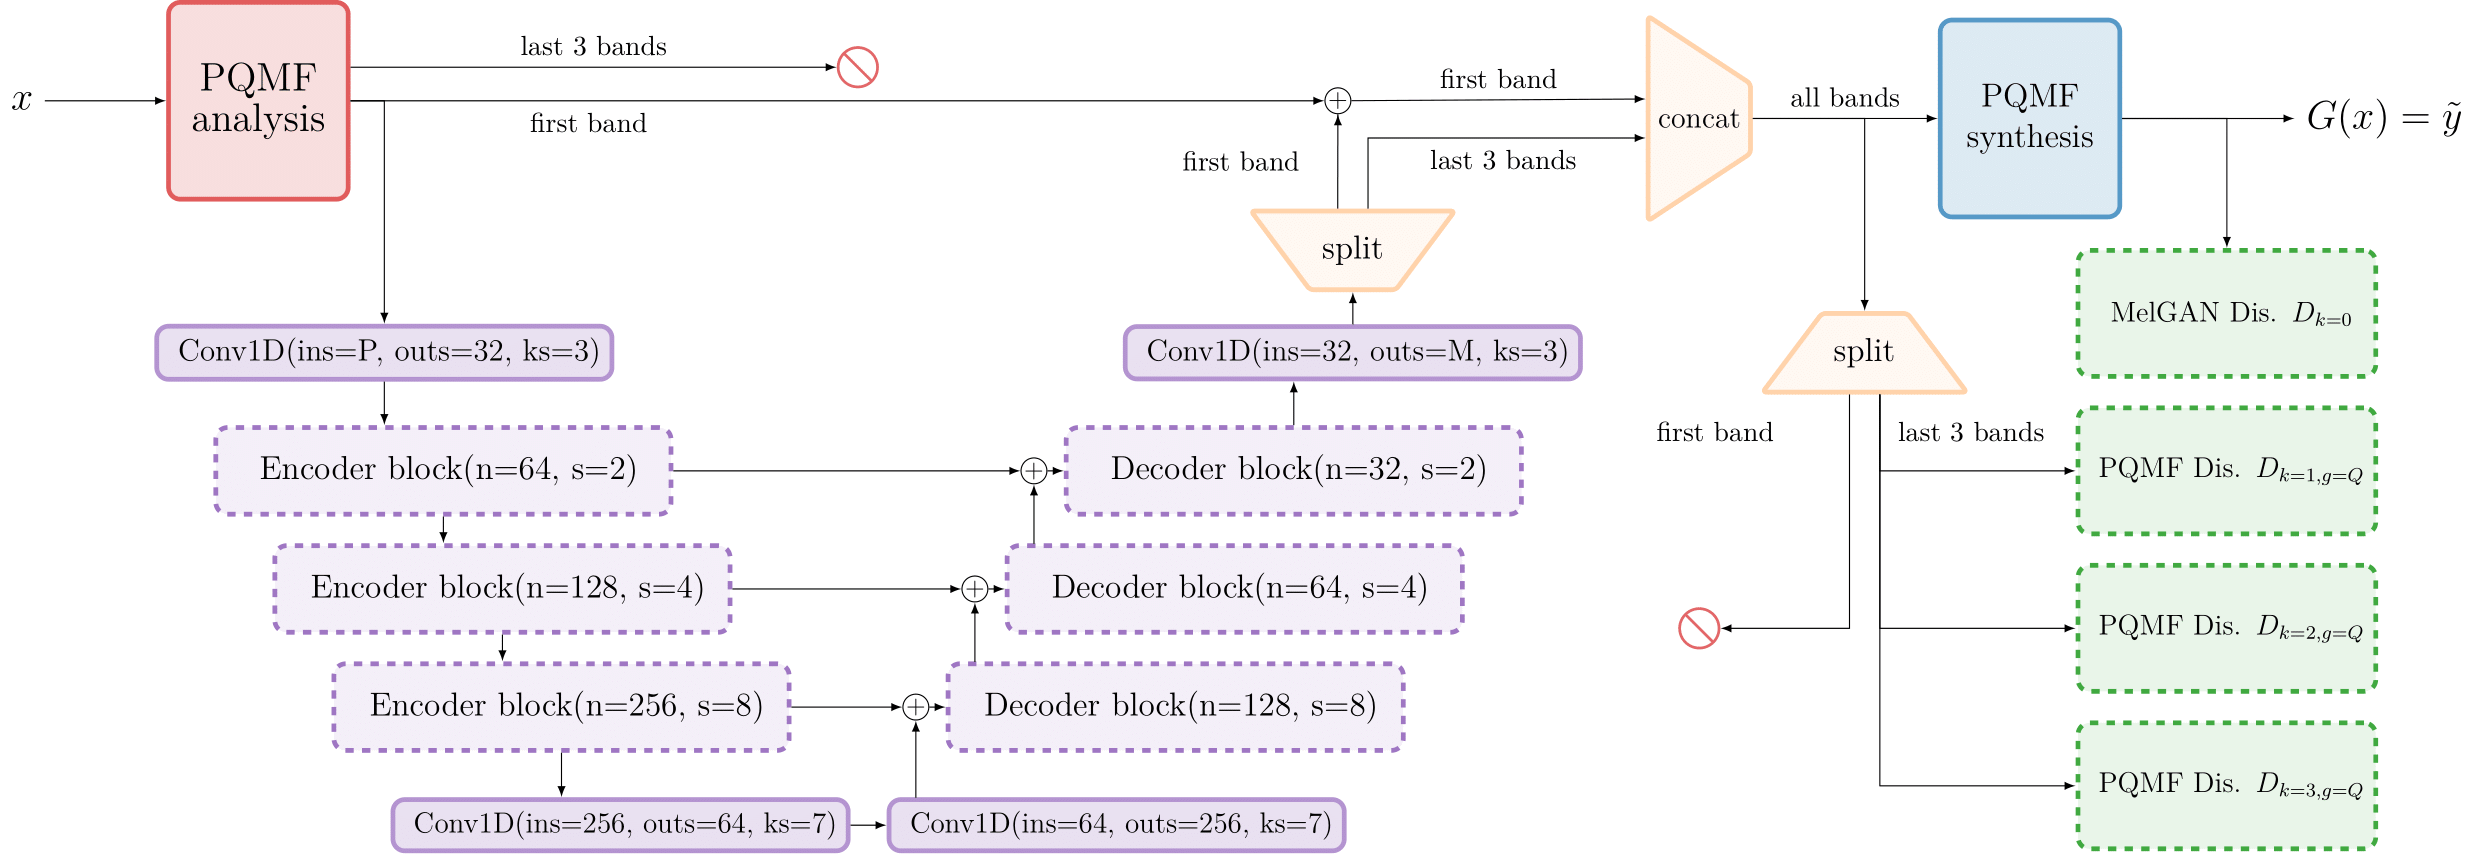 x
PQMF
analysis
last 3 bands
first band
first band
last 3 bands
first band
concat
all bands
PQMF
synthesis
G(x) = ỹ
split
Conv1D(ins=P, outs=32, ks=3)
Conv1D(ins=32, outs=M, ks=3)
split
MelGAN Dis. D_{k=0}
first band
last 3 bands
Encoder block(n=64, s=2)
Decoder block(n=32, s=2)
PQMF Dis. D_{k=1,g=Q}
Encoder block(n=128, s=4)
Decoder block(n=64, s=4)
PQMF Dis. D_{k=2,g=Q}
Encoder block(n=256, s=8)
Decoder block(n=128, s=8)
PQMF Dis. D_{k=3,g=Q}
Conv1D(ins=256, outs=64, ks=7)
Conv1D(ins=64, outs=256, ks=7)